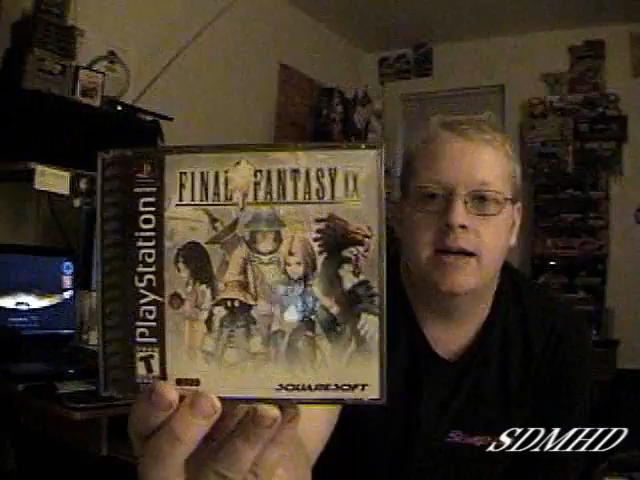 FINAL FANTASY IX
PlayStation
T
SQUARESOFT
SDMHD